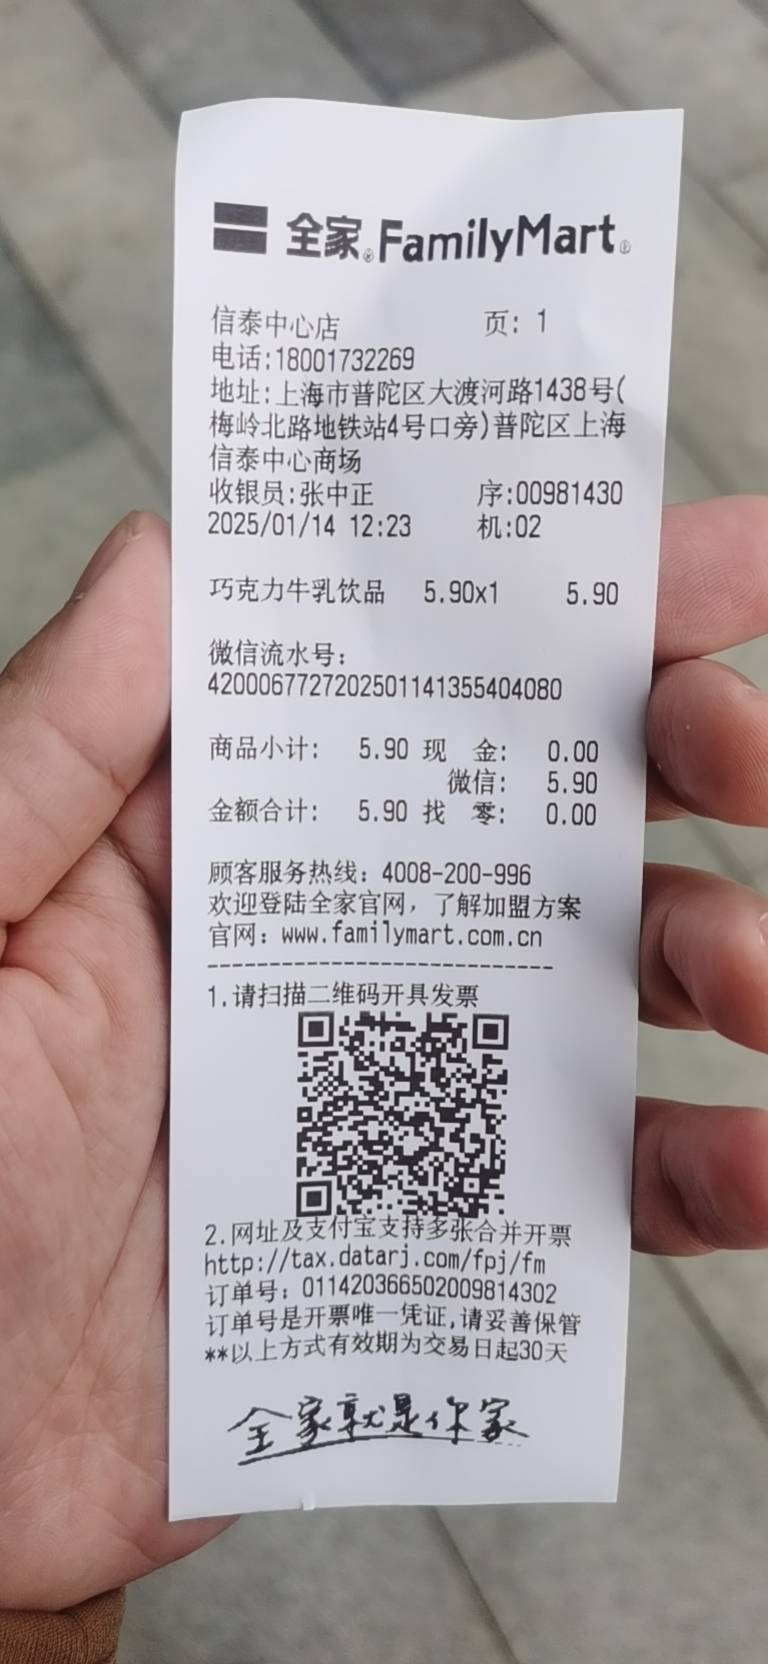 全家®FamilyMart®
信泰中心店 页: 1
电话:18001732269
地址:上海市普陀区大渡河路1438号(
梅岭北路地铁站4号口旁)普陀区上海
信泰中心商场
收银员:张中正 序:00981430
2025/01/14 12:23 机:02
巧克力牛乳饮品 5.90x1 5.90
微信流水号:
4200067727202501141355404080
商品小计: 5.90 现 金: 0.00
微信: 5.90
金额合计: 5.90 找 零: 0.00
顾客服务热线: 4008-200-996
欢迎登陆全家官网, 了解加盟方案
官网: www.familymart.com.cn
----------------------------
1.请扫描二维码开具发票
2.网址及支付宝支持多张合并开票
http://tax.datarj.com/fpj/fm
订单号: 011420366502009814302
订单号是开票唯一凭证,请妥善保管
**以上方式有效期为交易日起30天
全家就是你家